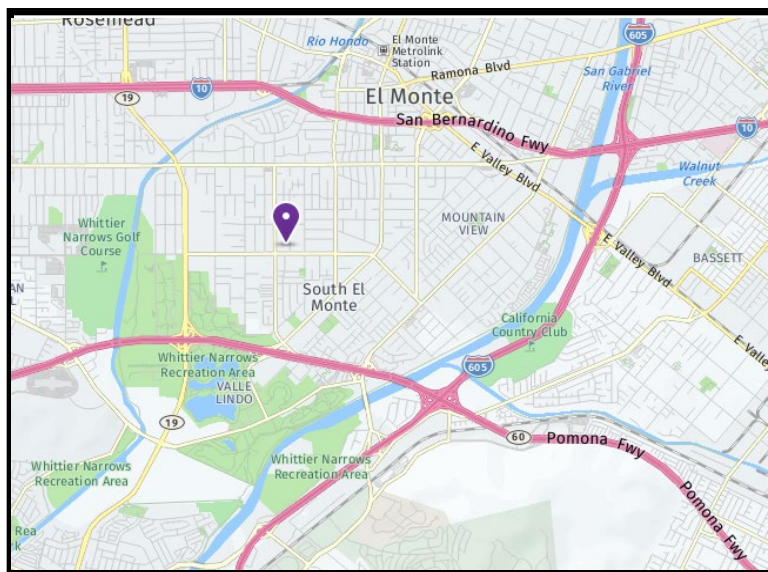 Rosemead
Rio Hondo
El Monte
Metrolink
Station
605
Ramona Blvd
San Gabriel
River
19
10
El Monte
San Bernardino Fwy
10
E Valley Blvd
Walnut
Creek
Whittier
Narrows Golf
Course
MOUNTAIN
VIEW
E Valley Blvd
BASSETT
South El
Monte
California
Country Club
E Valley
Whittier Narrows
Recreation Area
605
VALLE
LINDO
19
60
Pomona Fwy
Whittier Narrows
Recreation Area
Whittier Narrows
Recreation Area
Pomona Fwy
Rea
k